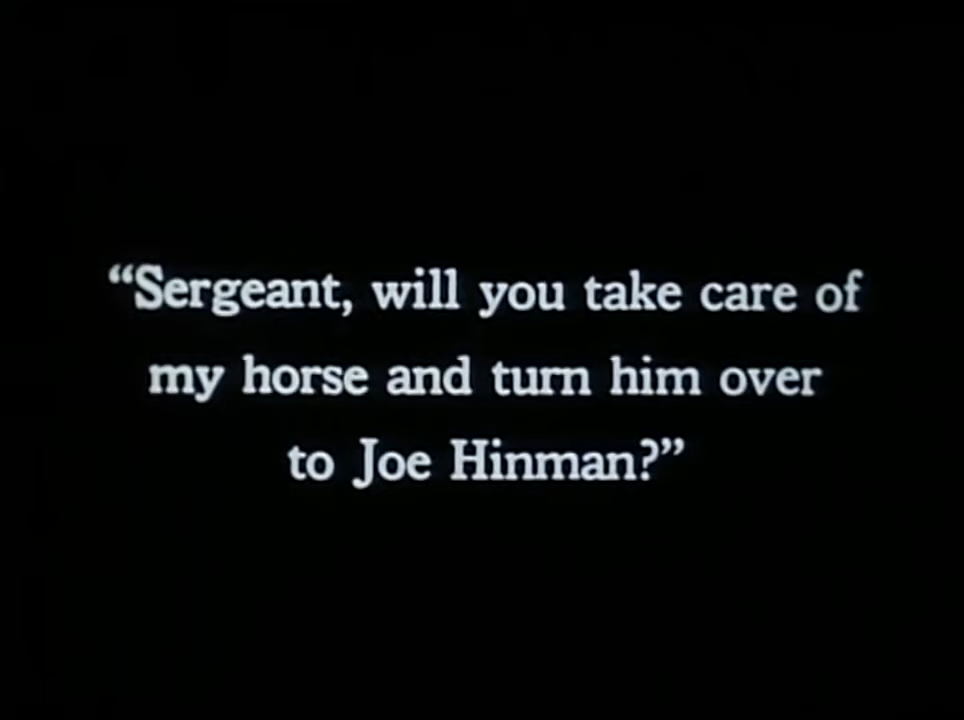 “Sergeant, will you take care of
my horse and turn him over
to Joe Hinman?”